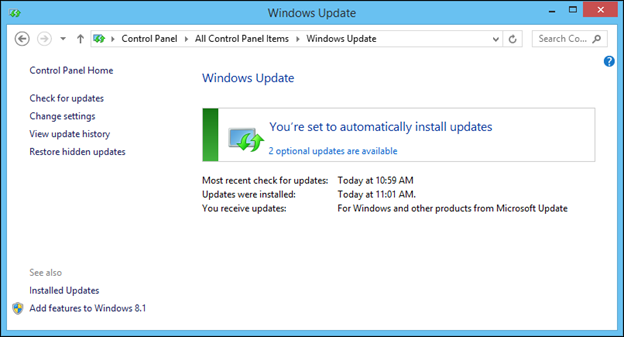 Windows Update
Control Panel
All Control Panel Items
Windows Update
Search Co...
Control Panel Home
Check for updates
Change settings
View update history
Restore hidden updates
See also
Installed Updates
Add features to Windows 8.1
Windows Update
You're set to automatically install updates
2 optional updates are available
Most recent check for updates: Today at 10:59 AM
Updates were installed: Today at 11:01 AM.
You receive updates: For Windows and other products from Microsoft Update